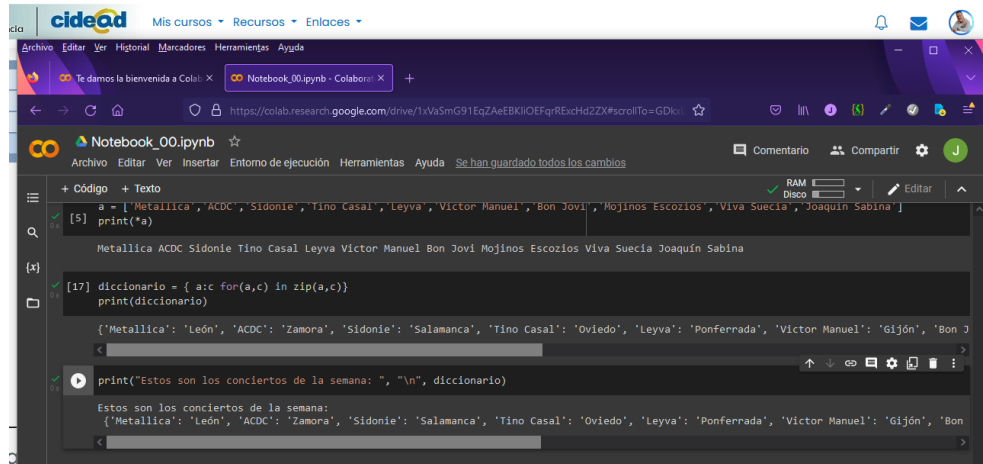 cia
cidead Mis cursos Recursos Enlaces
Archivo Editar Ver Historial Marcadores Herramientas Ayuda
Te damos la bienvenida a Colab Notebook_00.ipynb - Colaborat
https://colab.research.google.com/drive/1xVaSmG91EqZAeEBKliOEFqrRExcHd2ZX#scrollTo=GDkx
Notebook_00.ipynb
Comentario Compartir J
Archivo Editar Ver Insertar Entorno de ejecución Herramientas Ayuda Se han guardado todos los cambios
+ Código + Texto RAM Disco Editar
a = ['Metallica','ACDC','Sidonie','Tino Casal','Leyva','Victor Manuel','Bon Jovi','Mojinos Escozios','Viva Suecia','Joaquín Sabina']
[5] print(*a)
0 s
Metallica ACDC Sidonie Tino Casal Leyva Victor Manuel Bon Jovi Mojinos Escozios Viva Suecia Joaquín Sabina
{x}
[17] diccionario = { a:c for(a,c) in zip(a,c)}
0 s print(diccionario)
{'Metallica': 'León', 'ACDC': 'Zamora', 'Sidonie': 'Salamanca', 'Tino Casal': 'Oviedo', 'Leyva': 'Ponferrada', 'Victor Manuel': 'Gijón', 'Bon J
print("Estos son los conciertos de la semana: ", "\n", diccionario)
0 s
Estos son los conciertos de la semana:
{'Metallica': 'León', 'ACDC': 'Zamora', 'Sidonie': 'Salamanca', 'Tino Casal': 'Oviedo', 'Leyva': 'Ponferrada', 'Victor Manuel': 'Gijón', 'Bon